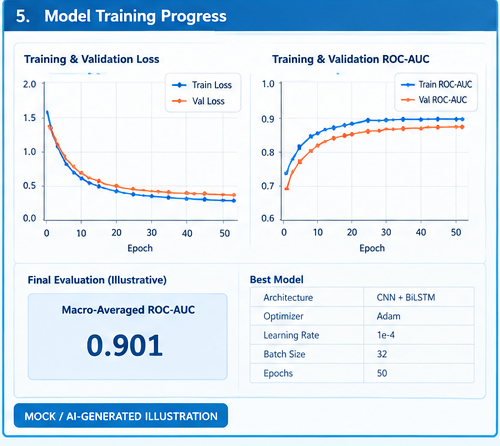 5. Model Training Progress
Training & Validation Loss
Train Loss
Val Loss
2.0
1.5
1.0
0.5
0.0
0 10 20 30 40 50
Epoch
Training & Validation ROC-AUC
Train ROC-AUC
Val ROC-AUC
1.0
0.9
0.8
0.7
0.6
0 10 20 30 40 50
Epoch
Final Evaluation (Illustrative)
Macro-Averaged ROC-AUC
0.901
Best Model
Architecture CNN + BiLSTM
Optimizer Adam
Learning Rate 1e-4
Batch Size 32
Epochs 50
MOCK / AI-GENERATED ILLUSTRATION